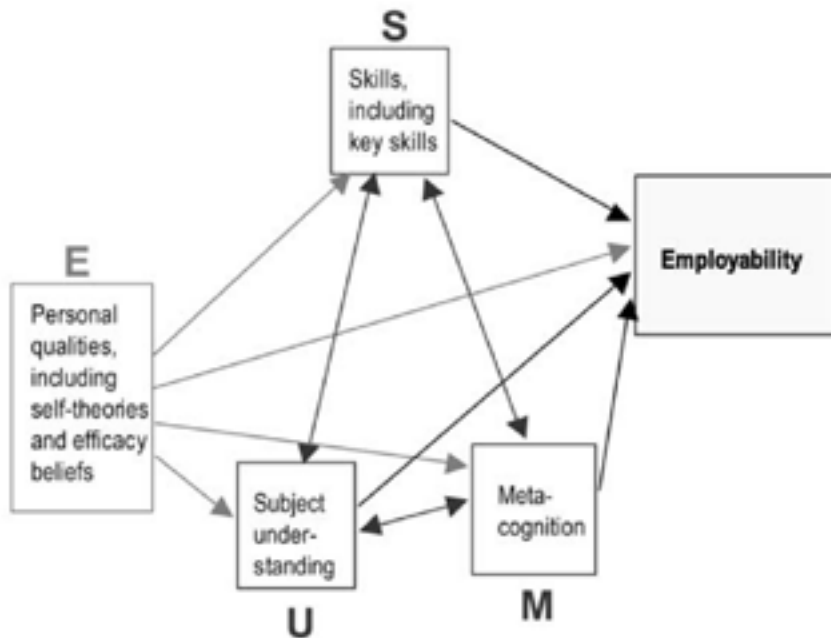 S
Skills,
including
key skills
Employability
E
Personal
qualities,
including
self-theories
and efficacy
beliefs
Subject
under-
standing
U
Meta-
cognition
M